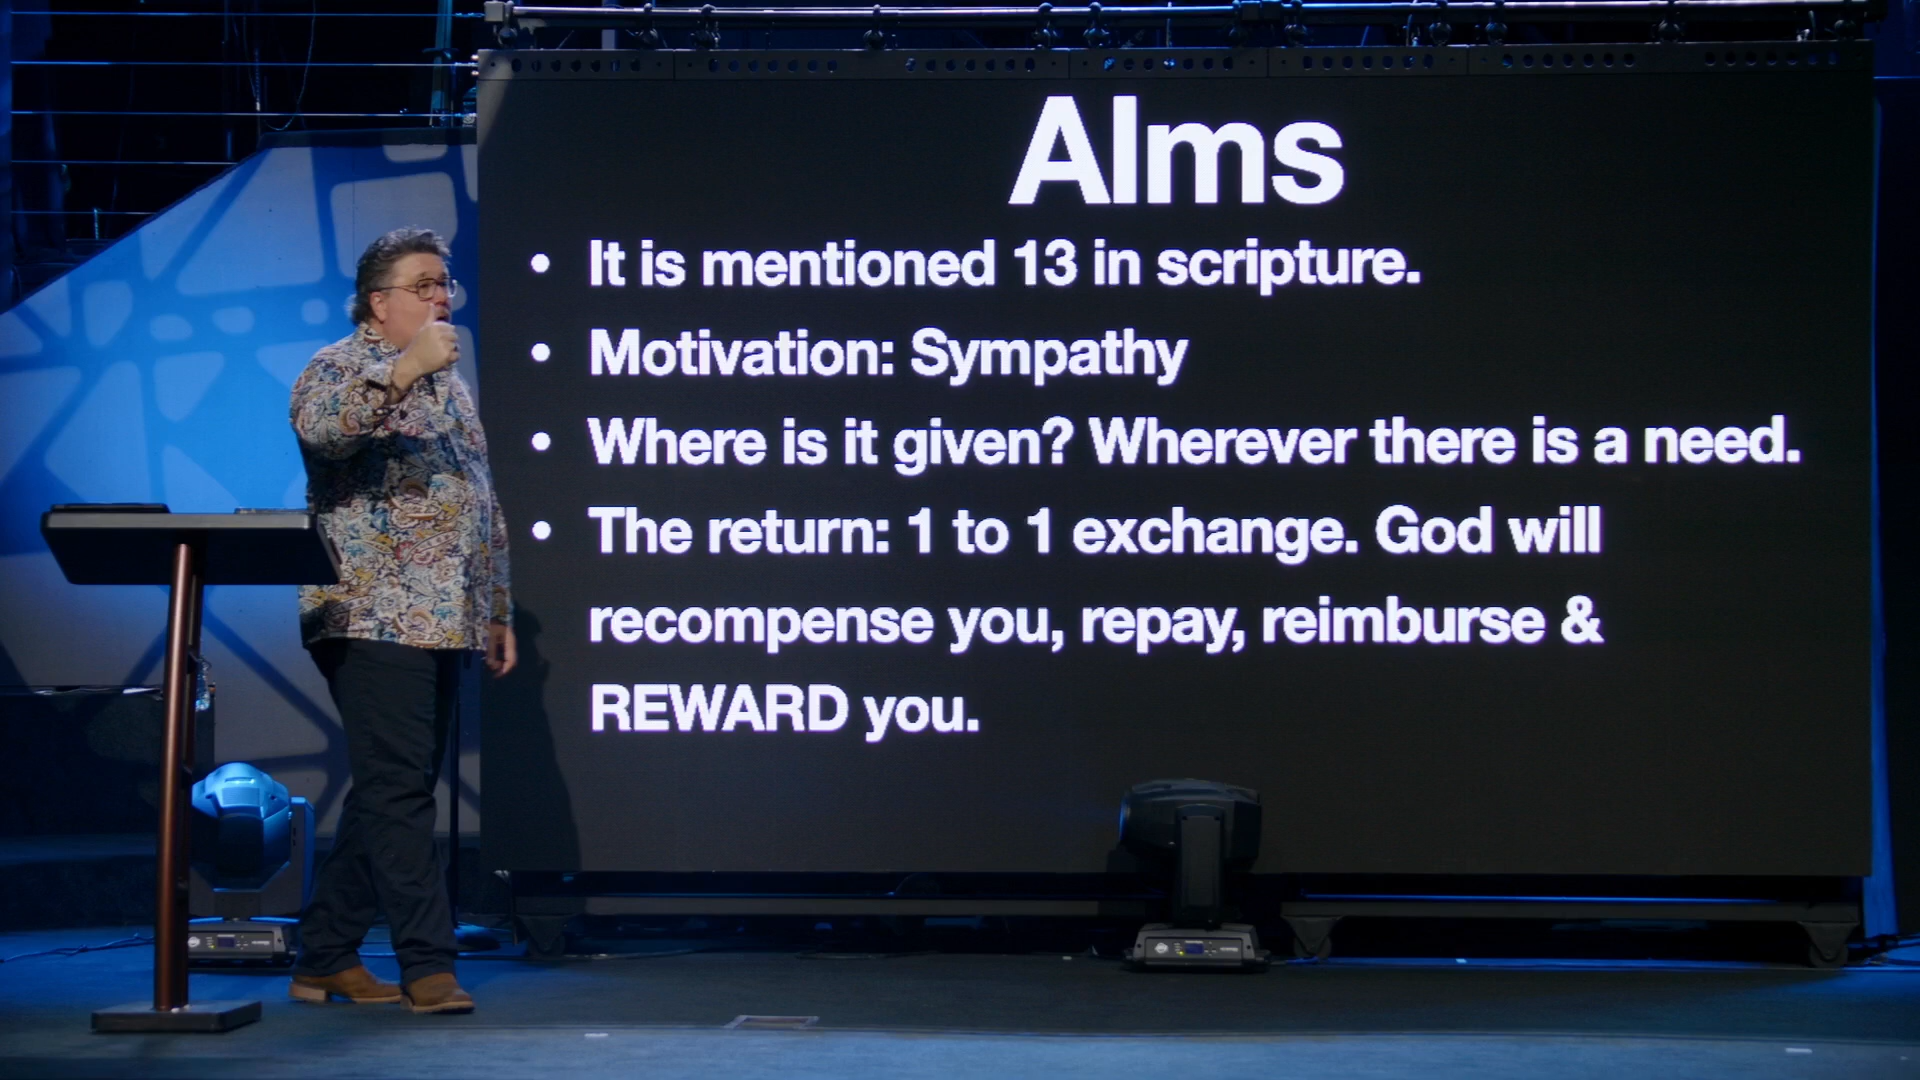 Alms
• It is mentioned 13 in scripture.
• Motivation: Sympathy
• Where is it given? Wherever there is a need.
• The return: 1 to 1 exchange. God will
recompense you, repay, reimburse &
REWARD you.